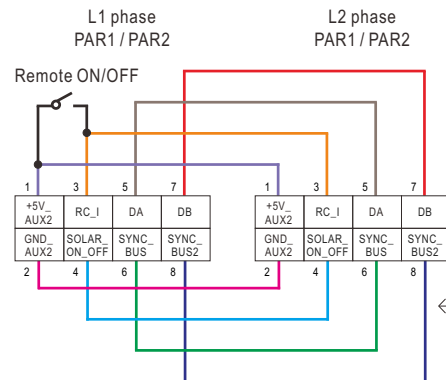 L1 phase
PAR1 / PAR2
L2 phase
PAR1 / PAR2
Remote ON/OFF
1 3 5 7
1 3 5 7
+5V_
AUX2
RC_I
DA
DB
+5V_
AUX2
RC_I
DA
DB
GND_
AUX2
SOLAR_
ON_OFF
SYNC_
BUS
SYNC_
BUS2
GND_
AUX2
SOLAR_
ON_OFF
SYNC_
BUS
SYNC_
BUS2
2 4 6 8
2 4 6 8